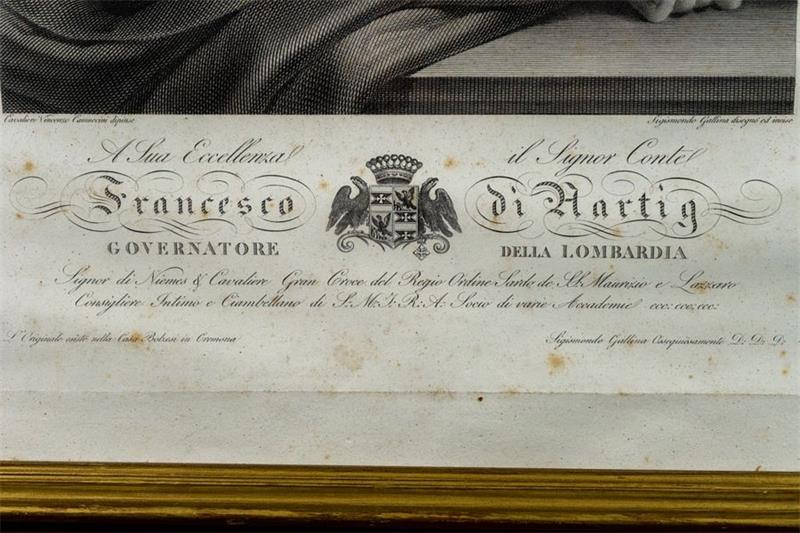 Cavaliere Vincenzo Camuccini dipinse
Sigismondo Gallina disegnò ed incise
A Sua Eccellenza il Signor Conte
Francesco di Hartig
GOVERNATORE DELLA LOMBARDIA
Signor di Niemes & Cavaliere Gran Croce del Regio Ordine Sardo de S.S. Maurizio e Lazzaro
Consigliere Intimo e Ciambellano di S. M. I. R. A. Socio di varie Accademie ecc: ecc: ecc:
L'Originale esiste nella Casa Bolzesi in Cremona
Sigismondo Gallina Ossequiosamente D. D. D.